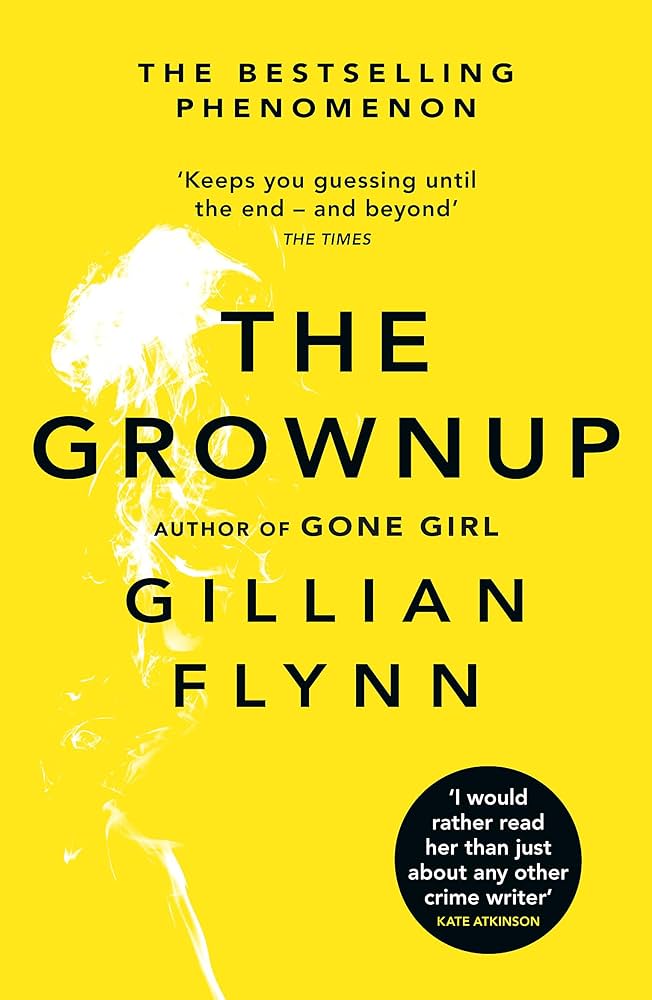 THE BESTSELLING
PHENOMENON
‘Keeps you guessing until
the end – and beyond’
THE TIMES
THE
GROWNUP
AUTHOR OF GONE GIRL
GILLIAN
FLYNN
‘I would
rather read
her than just
about any other
crime writer’
KATE ATKINSON